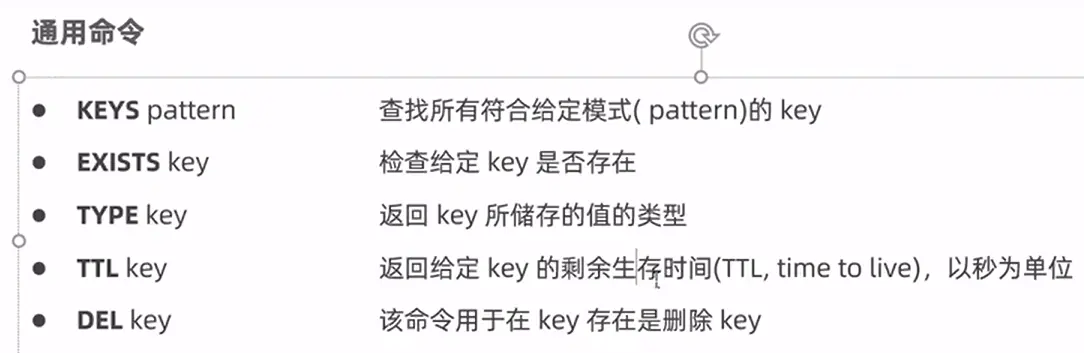 通用命令
KEYS pattern 查找所有符合给定模式( pattern)的 key
EXISTS key 检查给定 key 是否存在
TYPE key 返回 key 所储存的值的类型
TTL key 返回给定 key 的剩余生存时间(TTL, time to live)，以秒为单位
DEL key 该命令用于在 key 存在是删除 key